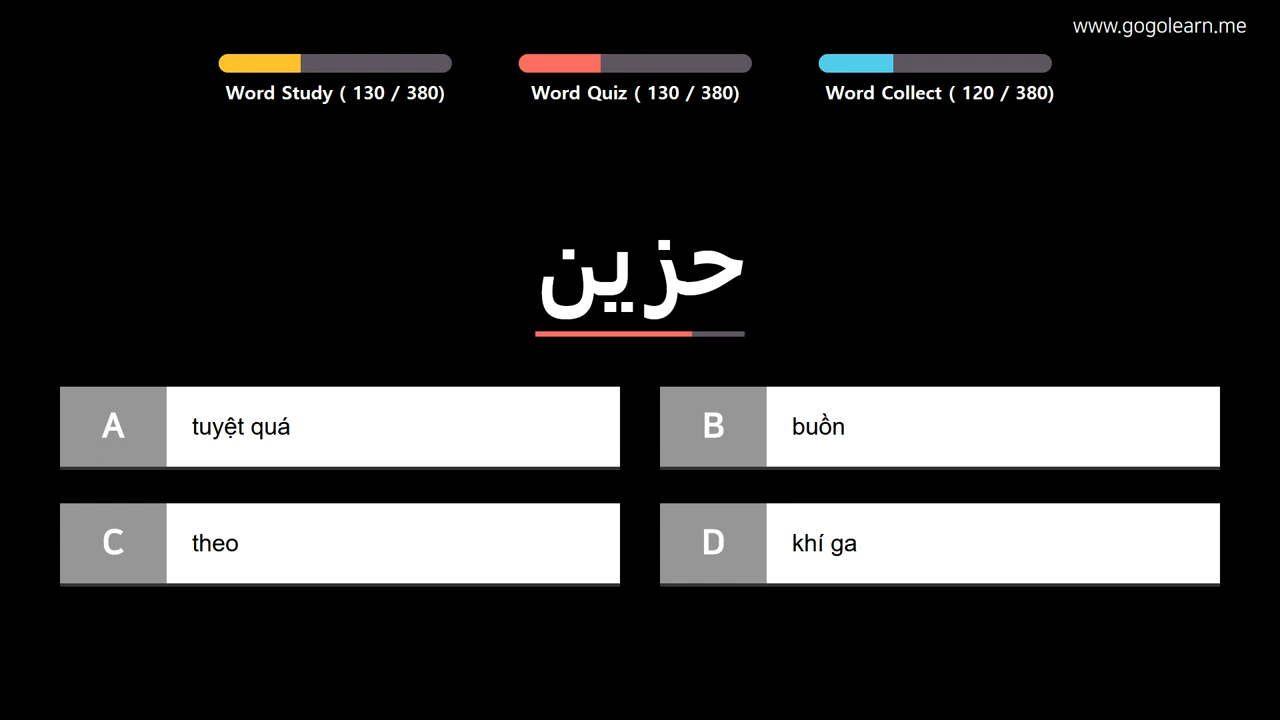 www.gogolearn.me
Word Study ( 130 / 380)
Word Quiz ( 130 / 380)
Word Collect ( 120 / 380)
حزين
A
tuyệt quá
B
buồn
C
theo
D
khí ga